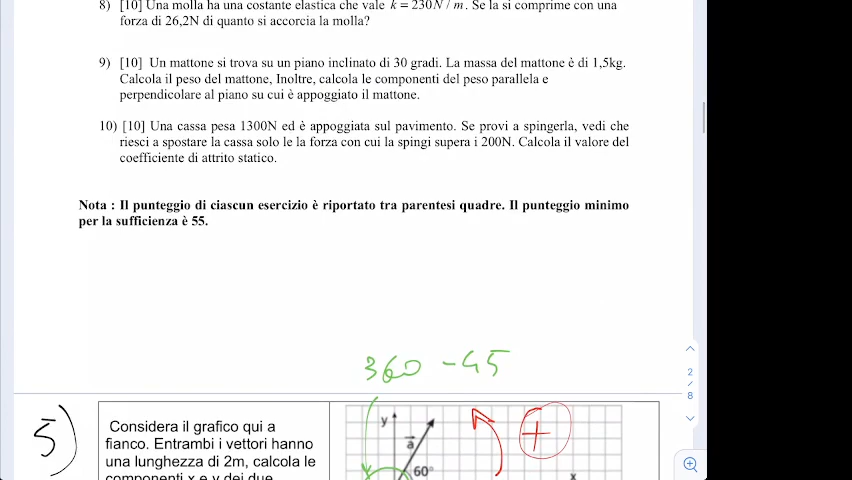 8) [10] Una molla ha una costante elastica che vale k = 230N / m. Se la si comprime con una
forza di 26,2N di quanto si accorcia la molla?
9) [10] Un mattone si trova su un piano inclinato di 30 gradi. La massa del mattone è di 1,5kg.
Calcola il peso del mattone, Inoltre, calcola le componenti del peso parallela e
perpendicolare al piano su cui è appoggiato il mattone.
10) [10] Una cassa pesa 1300N ed è appoggiata sul pavimento. Se provi a spingerla, vedi che
riesci a spostare la cassa solo le la forza con cui la spingi supera i 200N. Calcola il valore del
coefficiente di attrito statico.
Nota : Il punteggio di ciascun esercizio è riportato tra parentesi quadre. Il punteggio minimo
per la sufficienza è 55.
360 - 45
2
/
8
5)
Considera il grafico qui a
fianco. Entrambi i vettori hanno
una lunghezza di 2m, calcola le
componenti x e y dei due
y
a
60°
x
+